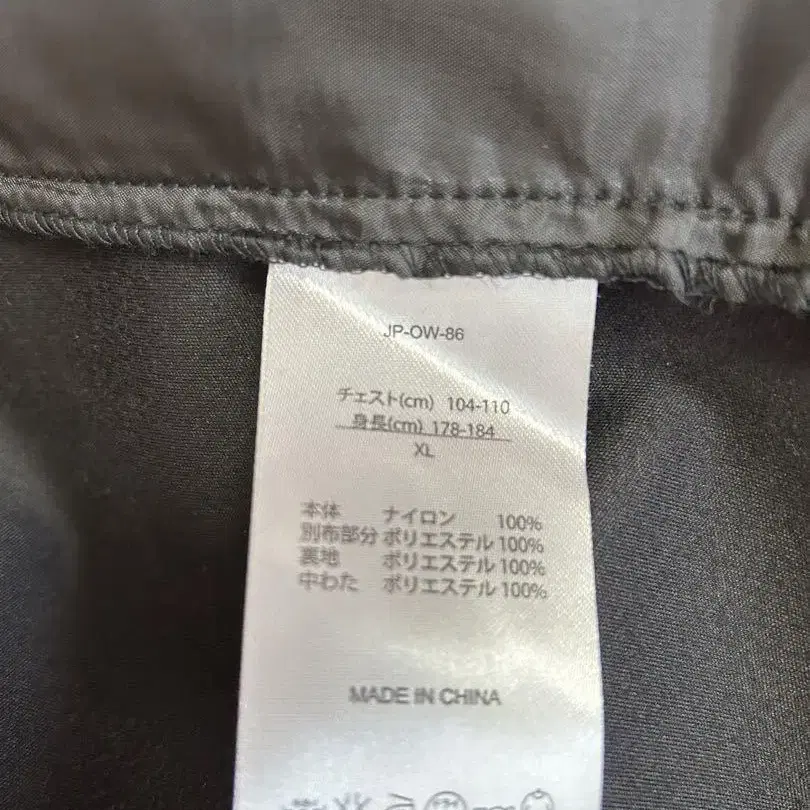 JP-OW-86
チェスト(cm) 104-110
身長(cm) 178-184
XL
本体 ナイロン 100%
別布部分 ポリエステル 100%
裏地 ポリエステル 100%
中わた ポリエステル 100%
MADE IN CHINA